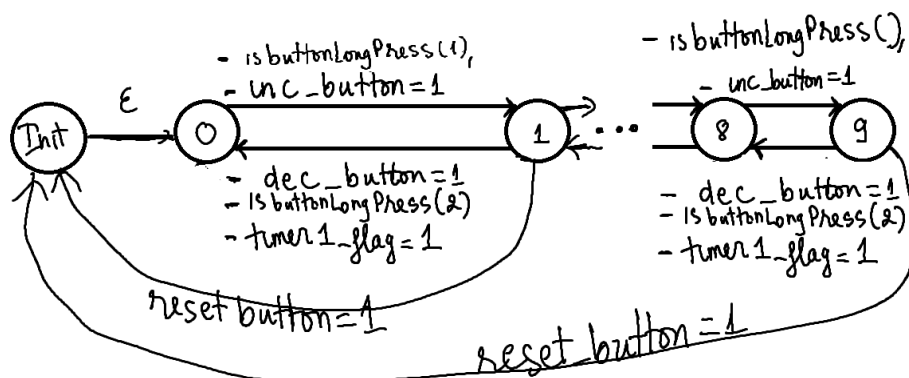 - isbuttonLongPress(1),
- inc_button=1
- isbuttonLongPress(),
- inc_button=1
ε
Init
0
1
...
8
9
- dec_button=1
- IsbuttonLongPress(2)
- timer1_flag=1
- dec_button=1
- IsbuttonLongPress(2)
- timer1_flag=1
reset button=1
reset_button=1